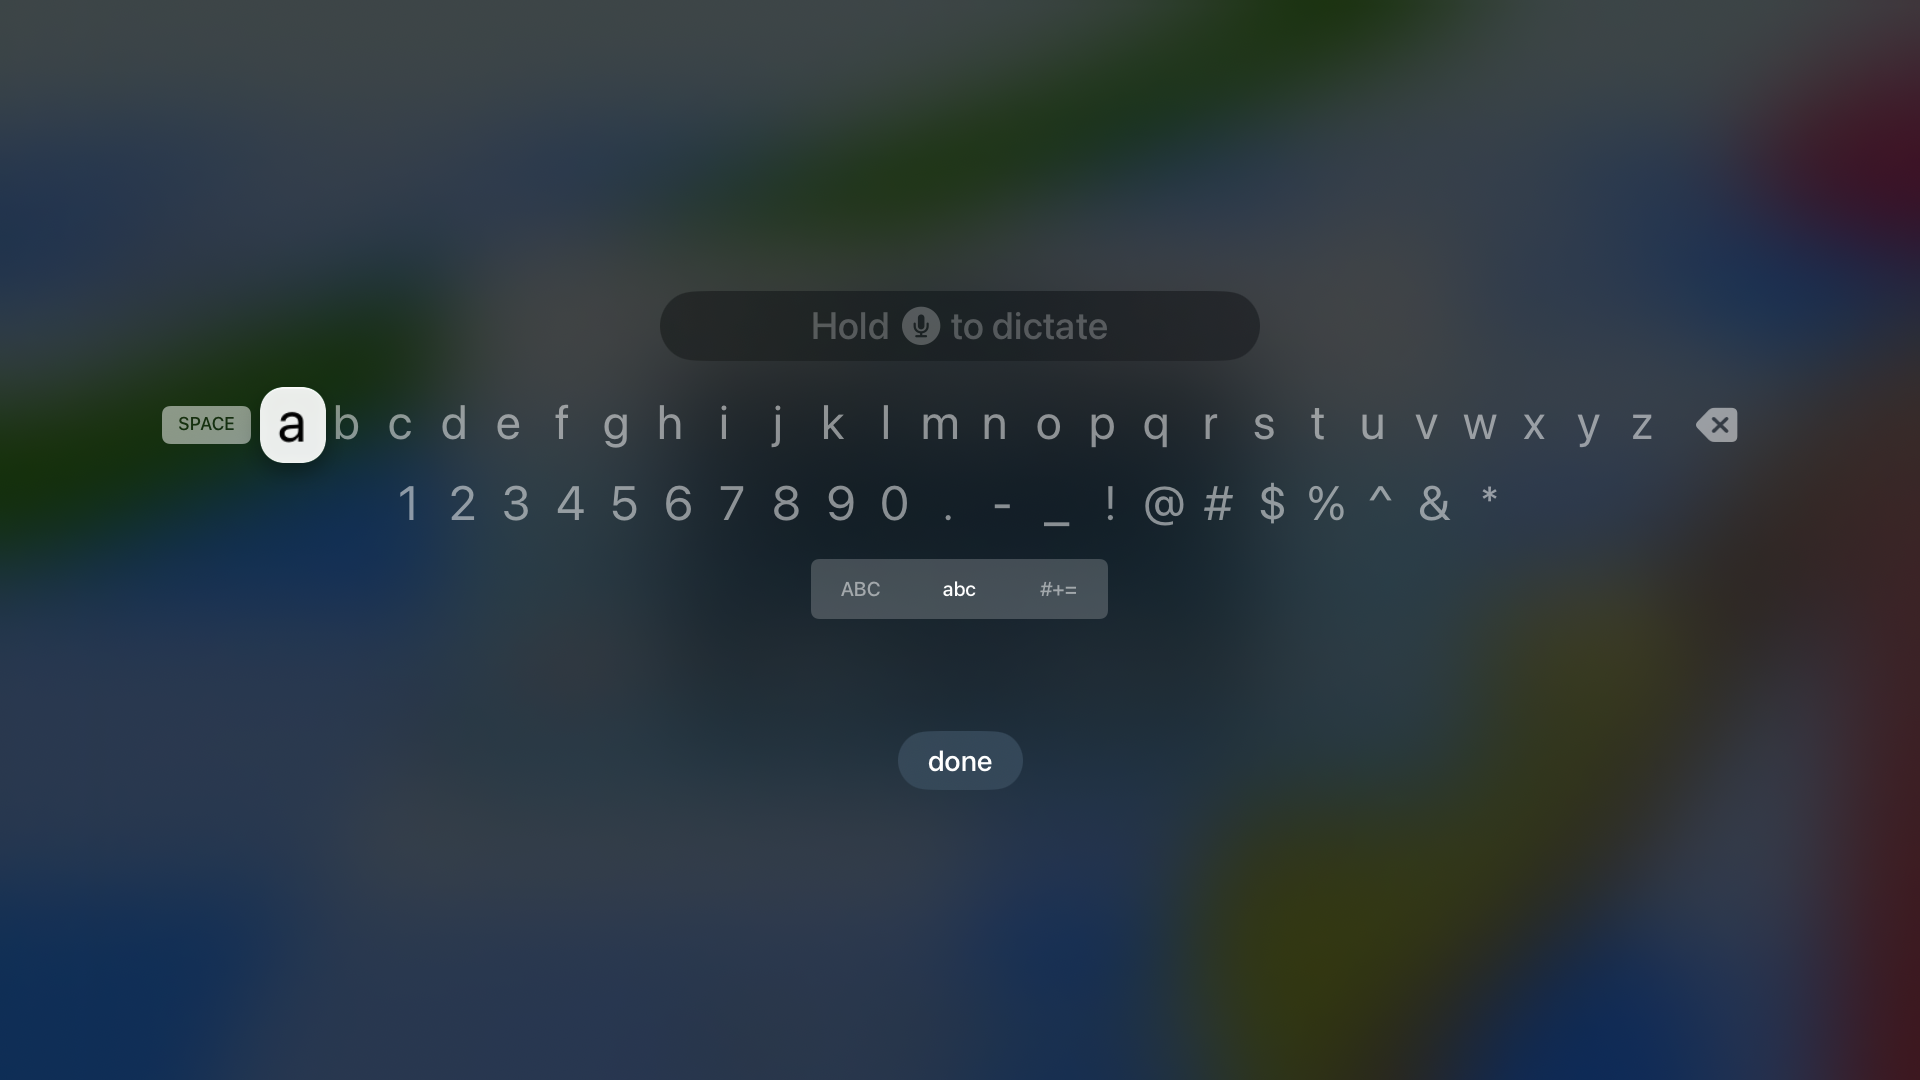 Hold to dictate
SPACE a b c d e f g h i j k l m n o p q r s t u v w x y z
1 2 3 4 5 6 7 8 9 0 . - _ ! @ # $ % ^ & *
ABC abc #+=
done